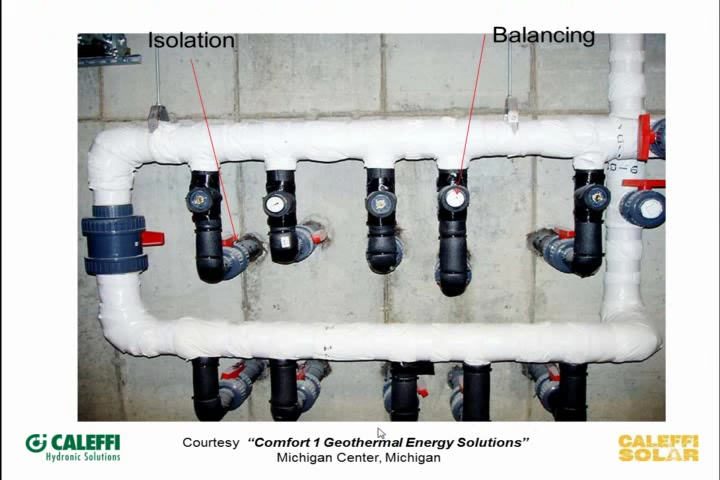 Isolation
Balancing
CALEFFI
Hydronic Solutions
Courtesy “Comfort 1 Geothermal Energy Solutions”
Michigan Center, Michigan
CALEFFI
SOLAR